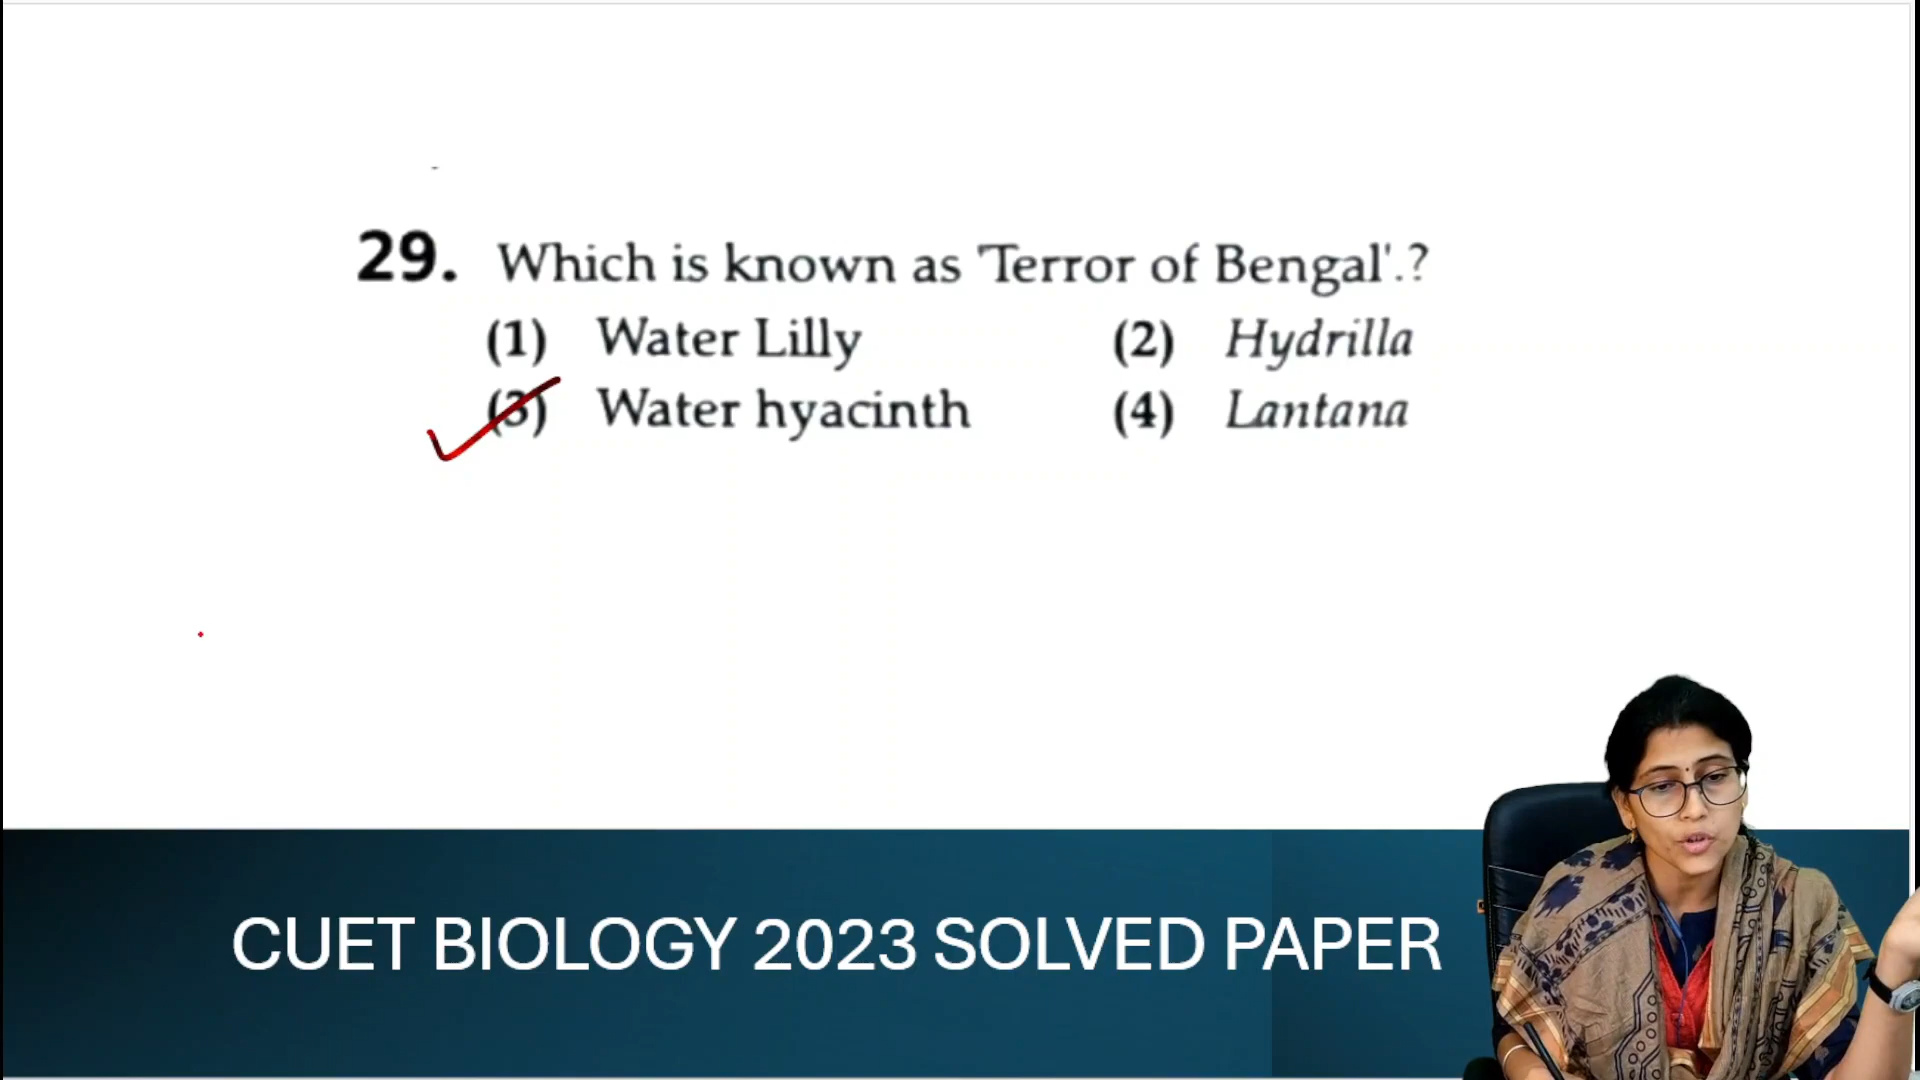 29. Which is known as 'Terror of Bengal'.?
(1) Water Lilly (2) Hydrilla
(3) Water hyacinth (4) Lantana
CUET BIOLOGY 2023 SOLVED PAPER